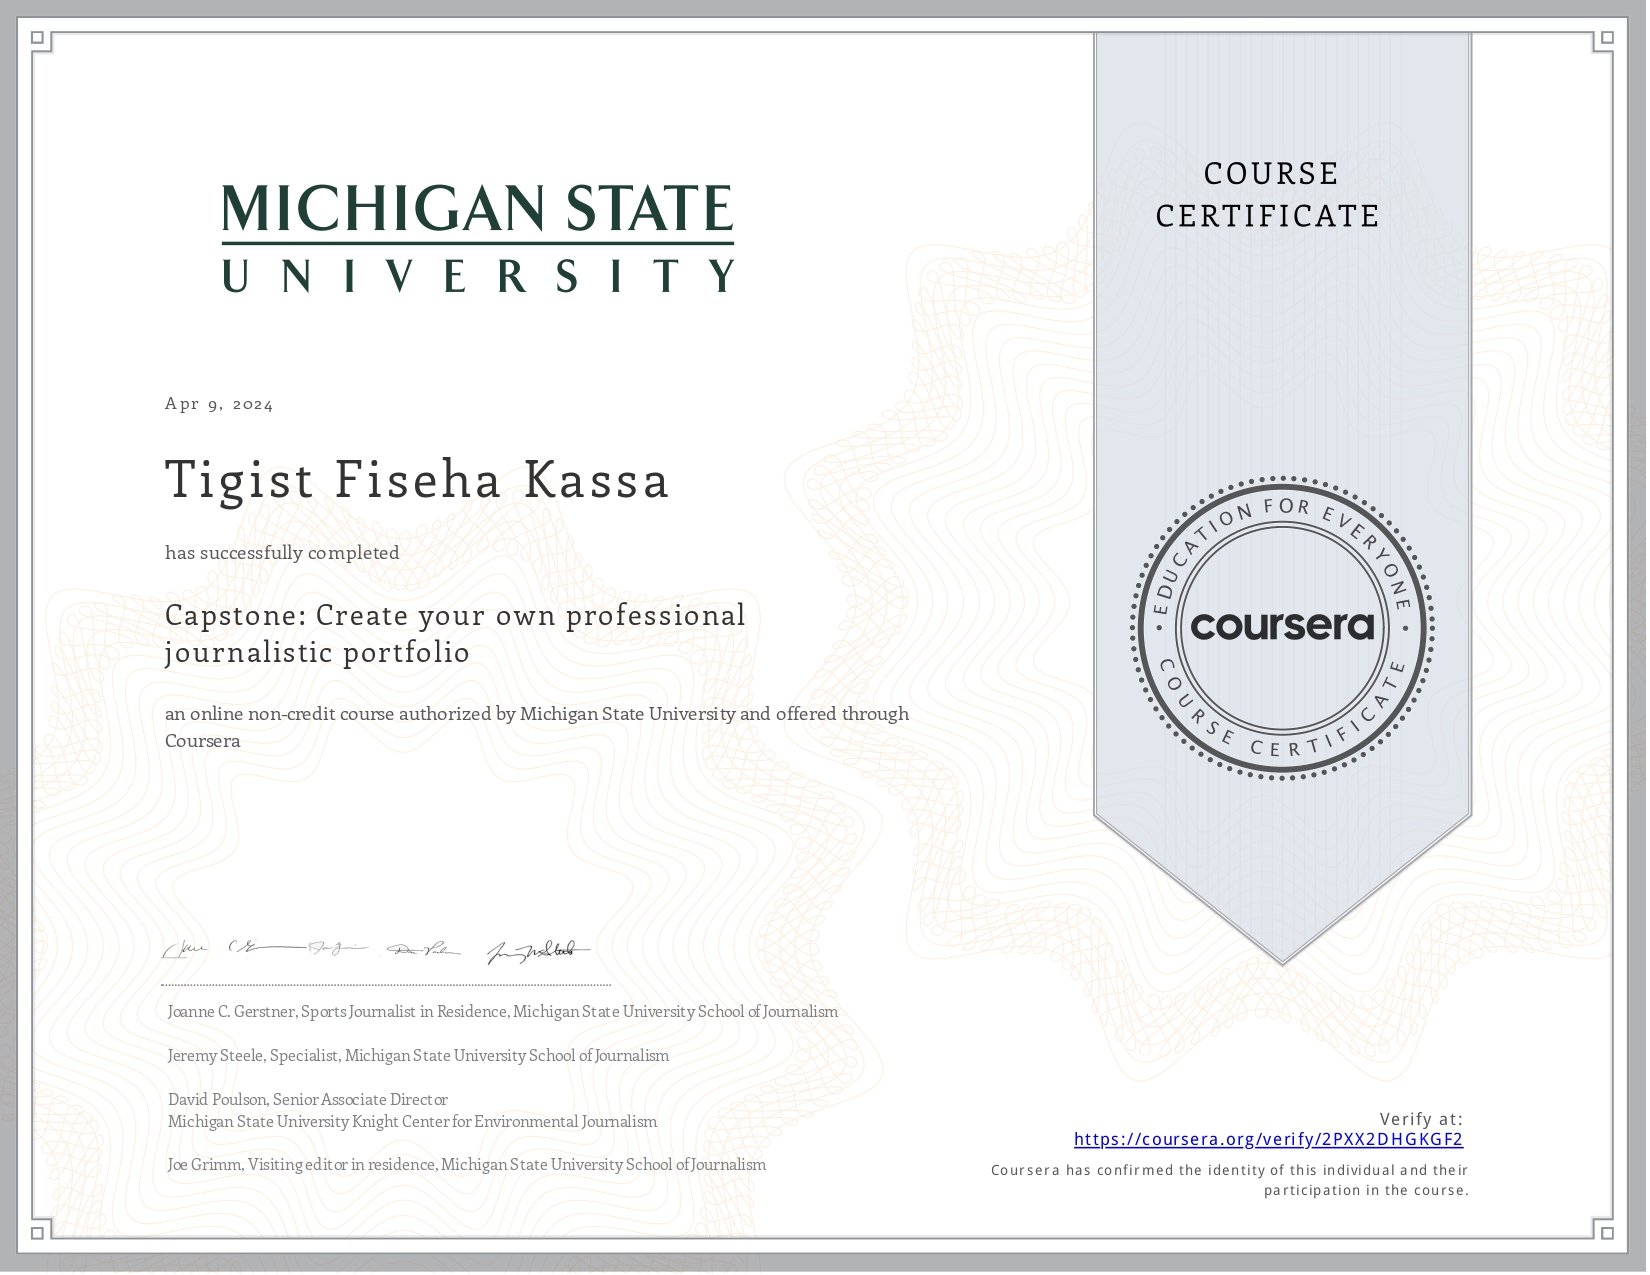 MICHIGAN STATE
UNIVERSITY
COURSE
CERTIFICATE
Apr 9, 2024
Tigist Fiseha Kassa
has successfully completed
Capstone: Create your own professional
journalistic portfolio
an online non-credit course authorized by Michigan State University and offered through
Coursera
EDUCATION FOR EVERYONE
coursera
COURSE CERTIFICATE
Joanne C. Gerstner, Sports Journalist in Residence, Michigan State University School of Journalism
Jeremy Steele, Specialist, Michigan State University School of Journalism
David Poulson, Senior Associate Director
Michigan State University Knight Center for Environmental Journalism
Joe Grimm, Visiting editor in residence, Michigan State University School of Journalism
Verify at:
https://coursera.org/verify/2PXX2DHGKGF2
Coursera has confirmed the identity of this individual and their
participation in the course.